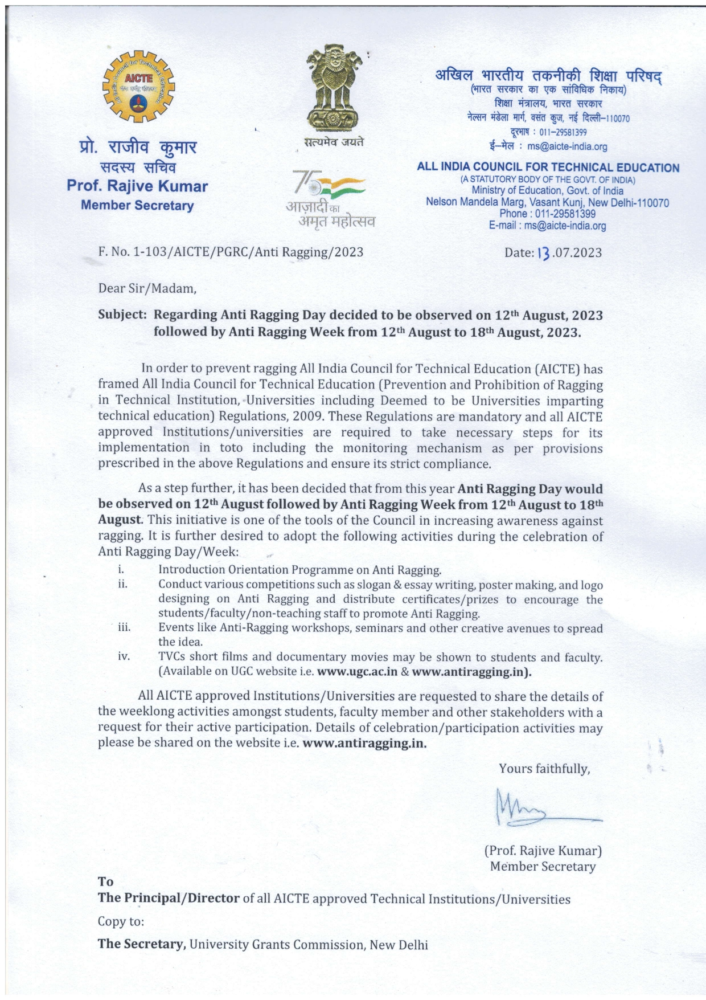 All India Council for Technical Education
AICTE
प्रो. राजीव कुमार
सदस्य सचिव
Prof. Rajive Kumar
Member Secretary
सत्यमेव जयते
75
आज़ादी का
अमृत महोत्सव
अखिल भारतीय तकनीकी शिक्षा परिषद्
(भारत सरकार का एक सांविधिक निकाय)
शिक्षा मंत्रालय, भारत सरकार
नेल्सन मंडेला मार्ग, वसंत कुज, नई दिल्ली–110070
दूरभाष : 011–29581399
ई–मेल : ms@aicte-india.org
ALL INDIA COUNCIL FOR TECHNICAL EDUCATION
(A STATUTORY BODY OF THE GOVT. OF INDIA)
Ministry of Education, Govt. of India
Nelson Mandela Marg, Vasant Kunj, New Delhi-110070
Phone : 011-29581399
E-mail : ms@aicte-india.org
F. No. 1-103/AICTE/PGRC/Anti Ragging/2023 Date: 13.07.2023
Dear Sir/Madam,
Subject: Regarding Anti Ragging Day decided to be observed on 12th August, 2023
followed by Anti Ragging Week from 12th August to 18th August, 2023.
In order to prevent ragging All India Council for Technical Education (AICTE) has
framed All India Council for Technical Education (Prevention and Prohibition of Ragging
in Technical Institution, Universities including Deemed to be Universities imparting
technical education) Regulations, 2009. These Regulations are mandatory and all AICTE
approved Institutions/universities are required to take necessary steps for its
implementation in toto including the monitoring mechanism as per provisions
prescribed in the above Regulations and ensure its strict compliance.
As a step further, it has been decided that from this year Anti Ragging Day would
be observed on 12th August followed by Anti Ragging Week from 12th August to 18th
August. This initiative is one of the tools of the Council in increasing awareness against
ragging. It is further desired to adopt the following activities during the celebration of
Anti Ragging Day/Week:
i. Introduction Orientation Programme on Anti Ragging.
ii. Conduct various competitions such as slogan & essay writing, poster making, and logo
designing on Anti Ragging and distribute certificates/prizes to encourage the
students/faculty/non-teaching staff to promote Anti Ragging.
iii. Events like Anti-Ragging workshops, seminars and other creative avenues to spread
the idea.
iv. TVCs short films and documentary movies may be shown to students and faculty.
(Available on UGC website i.e. www.ugc.ac.in & www.antiragging.in).
All AICTE approved Institutions/Universities are requested to share the details of
the weeklong activities amongst students, faculty member and other stakeholders with a
request for their active participation. Details of celebration/participation activities may
please be shared on the website i.e. www.antiragging.in.
Yours faithfully,
(Prof. Rajive Kumar)
Member Secretary
To
The Principal/Director of all AICTE approved Technical Institutions/Universities
Copy to:
The Secretary, University Grants Commission, New Delhi